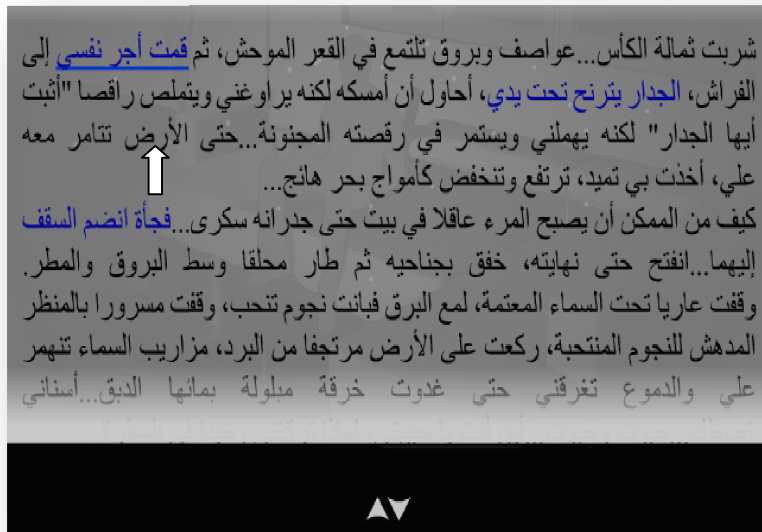 شربت ثمالة الكأس...عواصف وبروق تلتمع في القعر الموحش، ثم قمت أجر نفسي إلى
الفراش، الجدار يترنح تحت يدي، أحاول أن أمسكه لكنه يراوغني ويتملص راقصا "أثبت
أيها الجدار" لكنه يهملني ويستمر في رقصته المجنونة...حتى الأرض تتامر معه
علي، أخذت بي تميد، ترتفع وتنخفض كأمواج بحر هائج...
كيف من الممكن أن يصبح المرء عاقلا في بيت حتى جدرانه سكرى...فجأة انضم السقف
إليهما...انفتح حتى نهايته، خفق بجناحيه ثم طار محلقا وسط البروق والمطر.
وقفت عاريا تحت السماء المعتمة، لمع البرق فبانت نجوم تنحب، وقفت مسرورا بالمنظر
المدهش للنجوم المنتحبة، ركعت على الأرض مرتجفا من البرد، مزاريب السماء تنهمر
علي والدموع تغرقني حتى غدوت خرقة مبلولة بمائها الدبق...أسناني